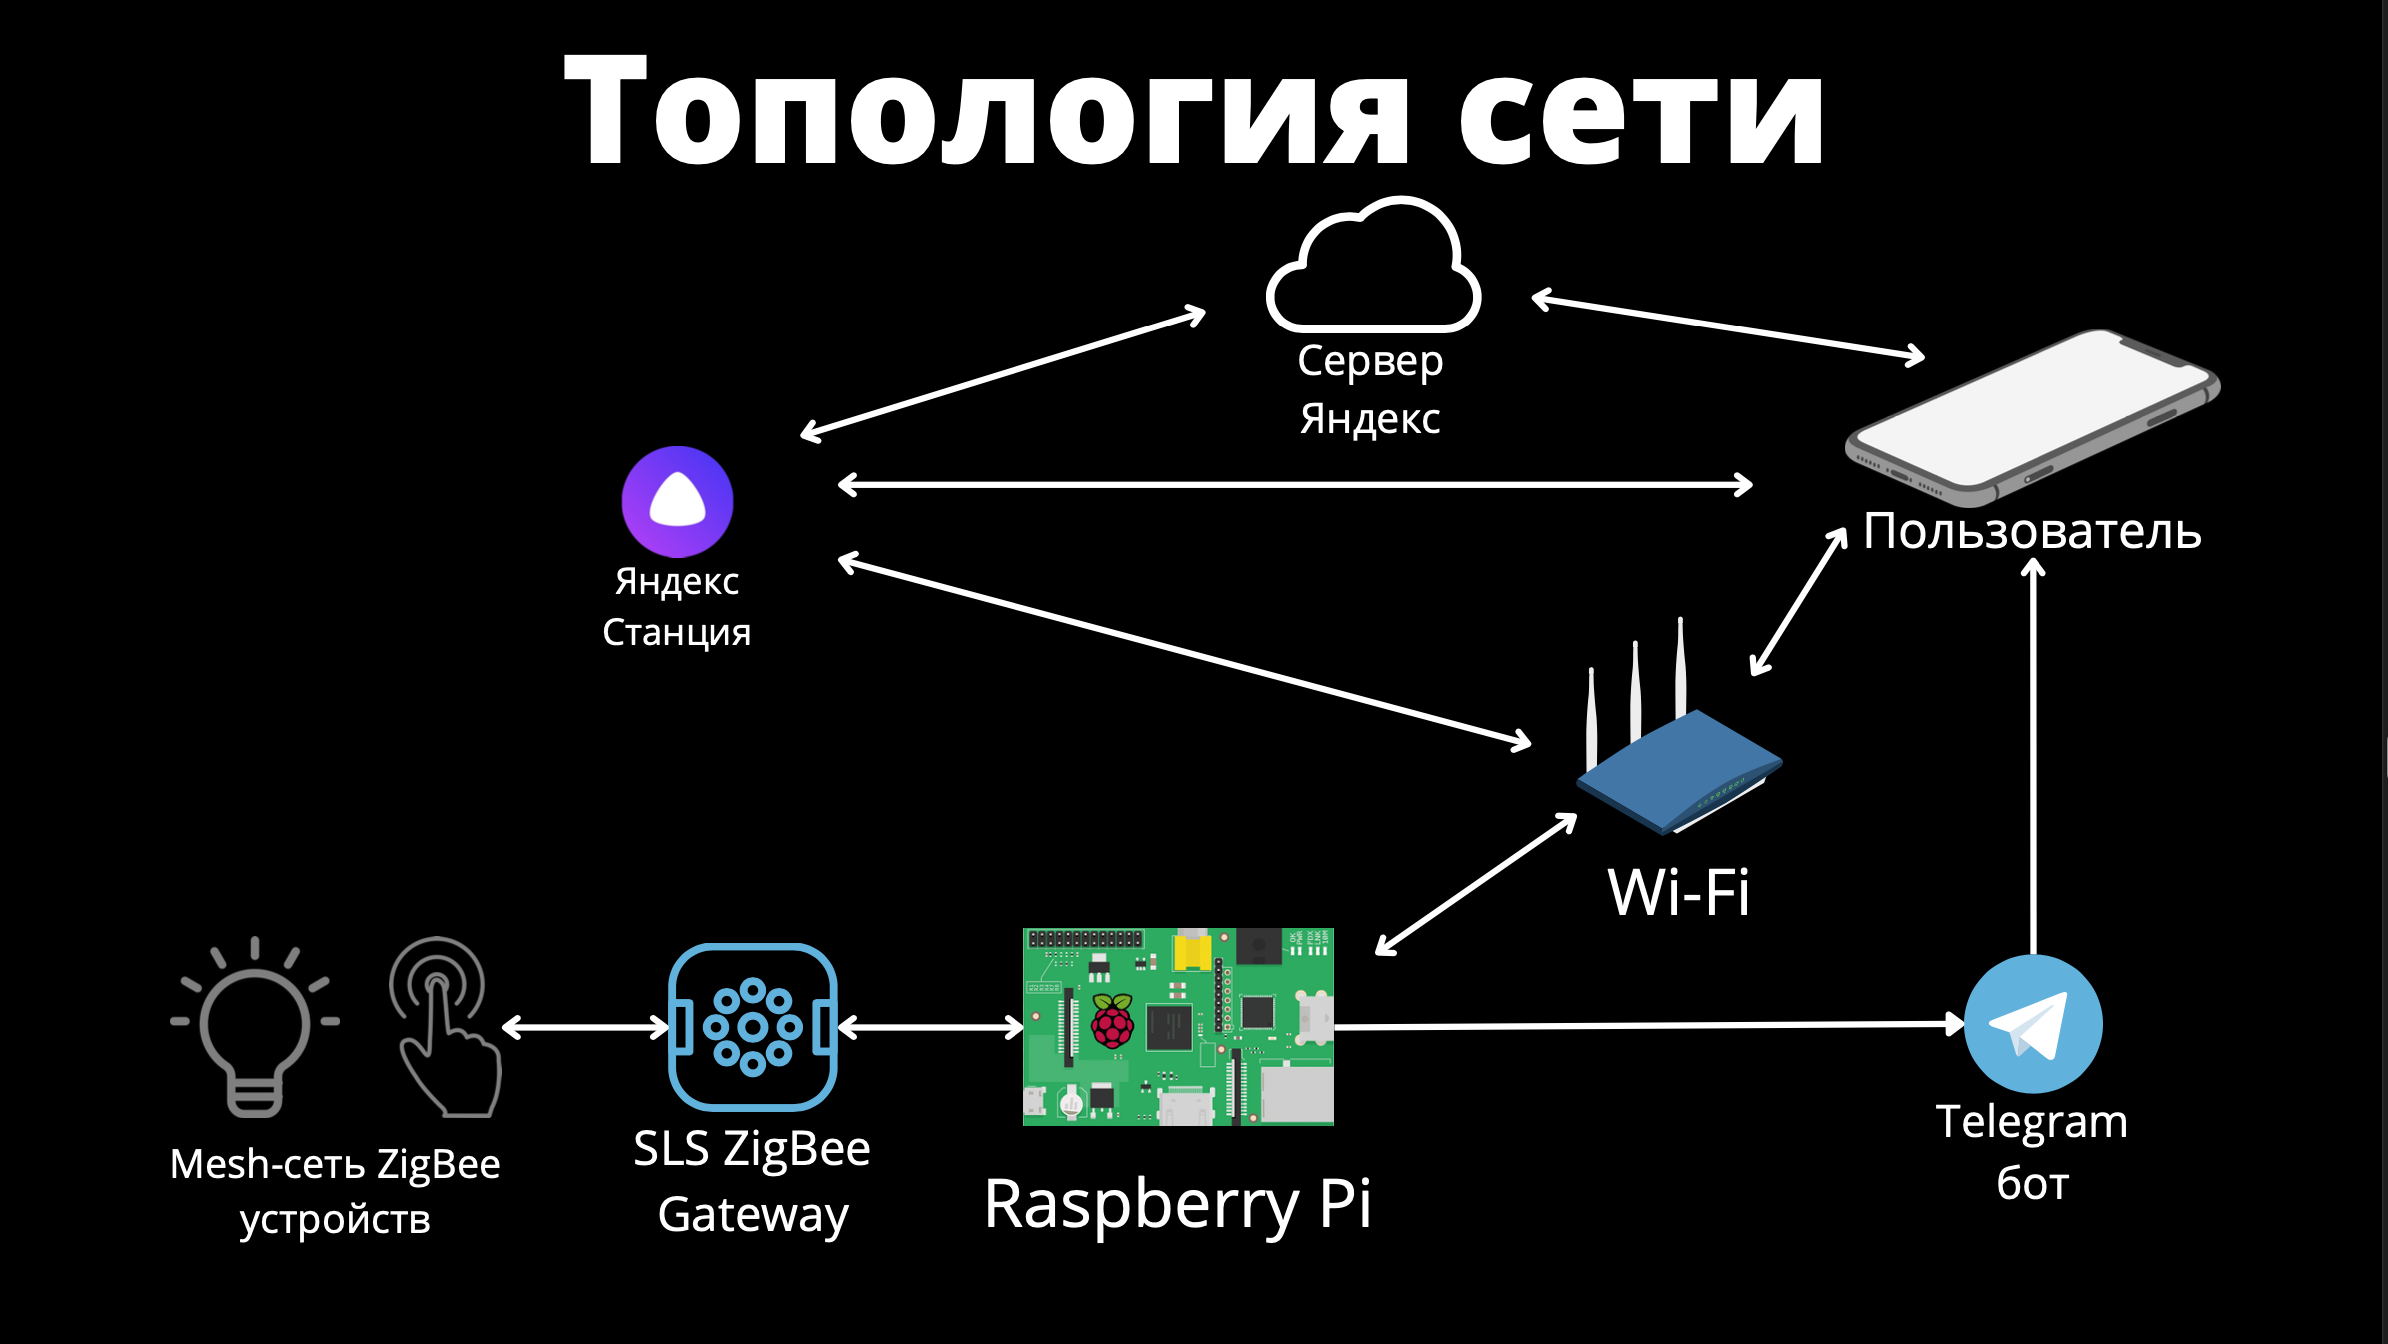 Топология сети
Сервер
Яндекс
Яндекс
Станция
Пользователь
Wi-Fi
Mesh-сеть ZigBee
устройств
SLS ZigBee
Gateway
Raspberry Pi
Telegram
бот